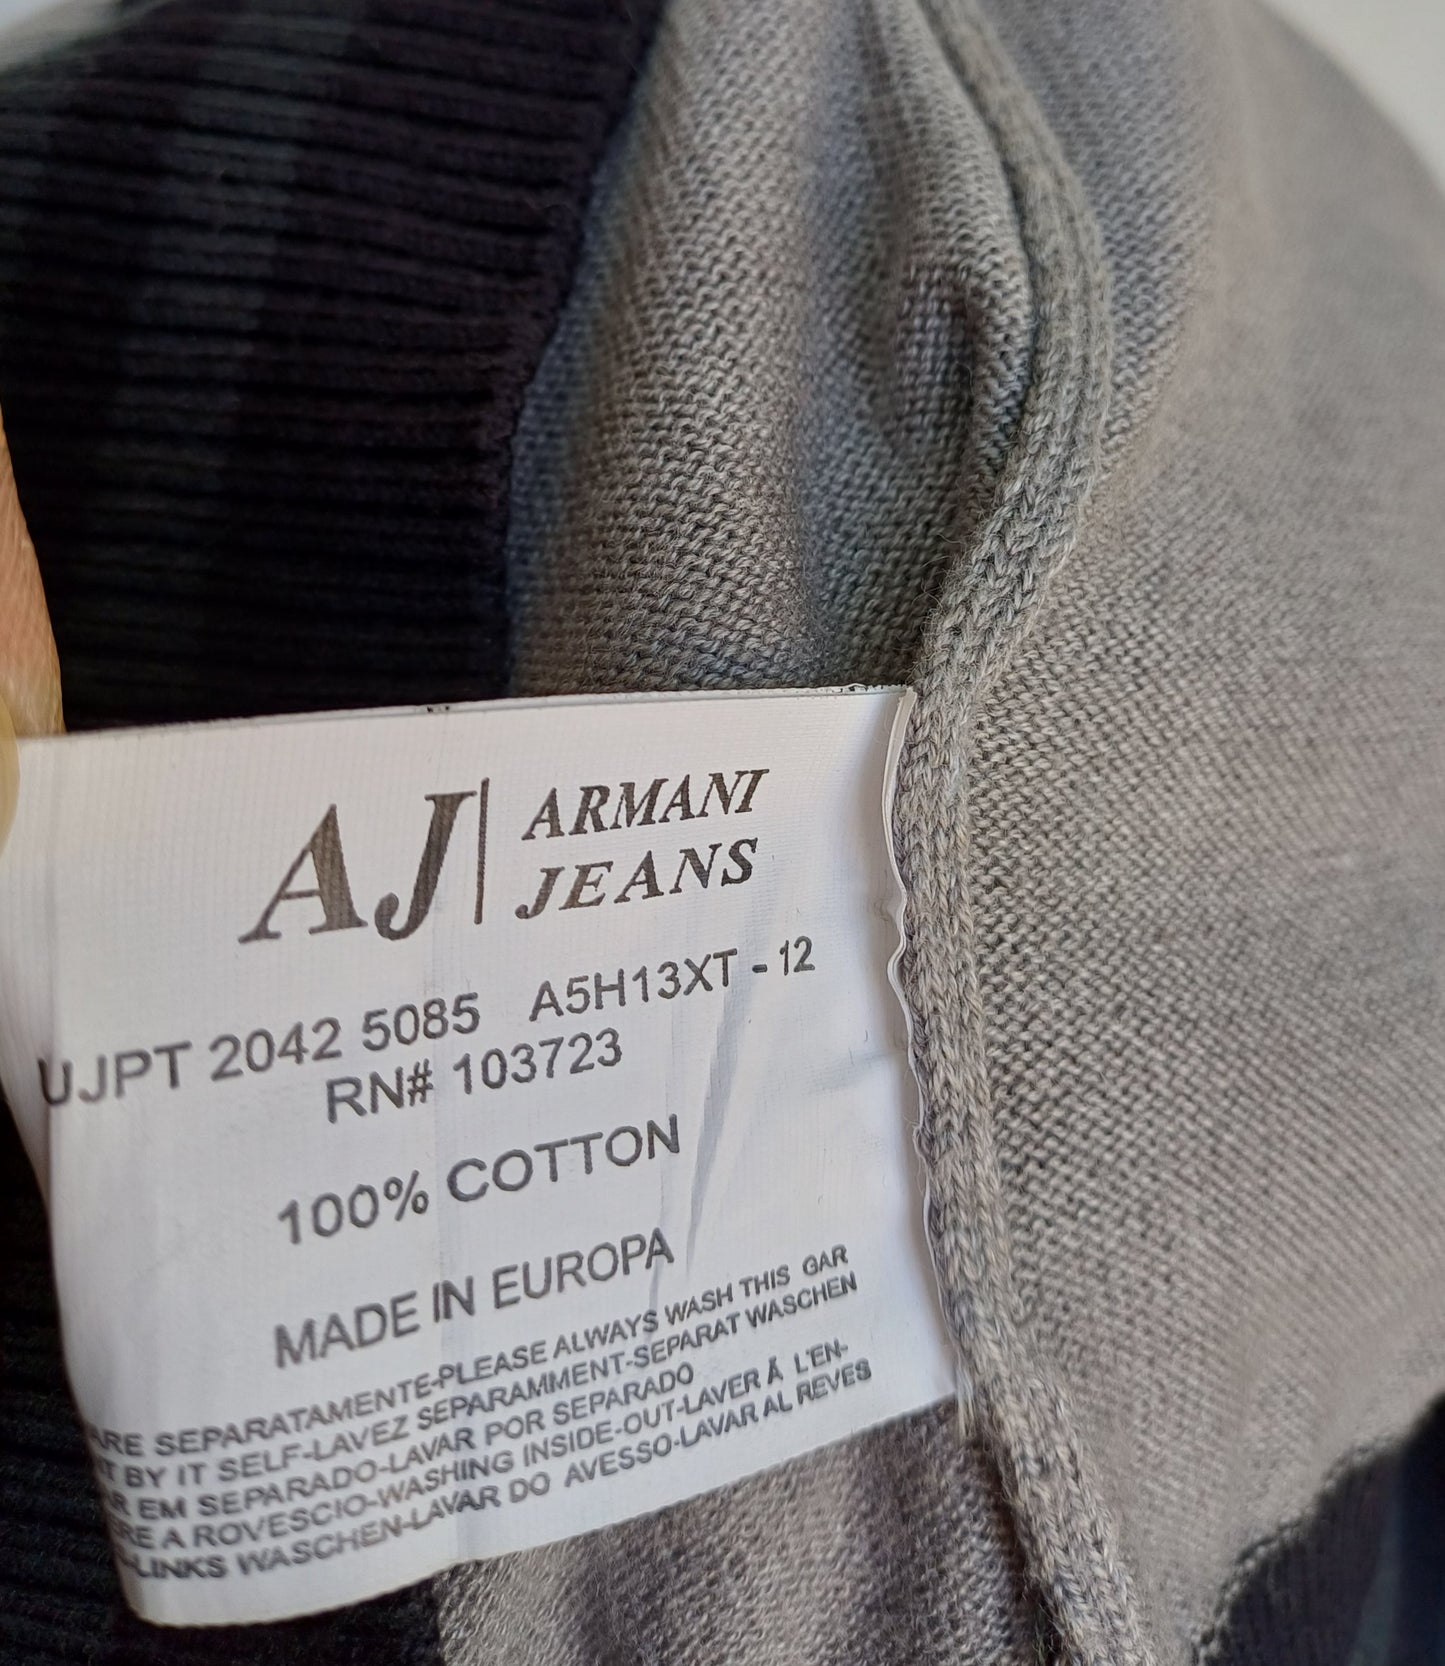 AJ ARMANI
JEANS
UJPT 2042 5085 A5H13XT - 12
RN# 103723
100% COTTON
MADE IN EUROPA
SEPARATAMENTE-PLEASE ALWAYS WASH THIS GAR
BY IT SELF-LAVEZ SEPARAMMENT-SEPARAT WASCHEN
EM SEPARADO-LAVAR POR SEPARADO
A ROVESCIO-WASHING INSIDE-OUT-LAVER Á L'EN-
-LINKS WASCHEN-LAVAR DO AVESSO-LAVAR AL REVES